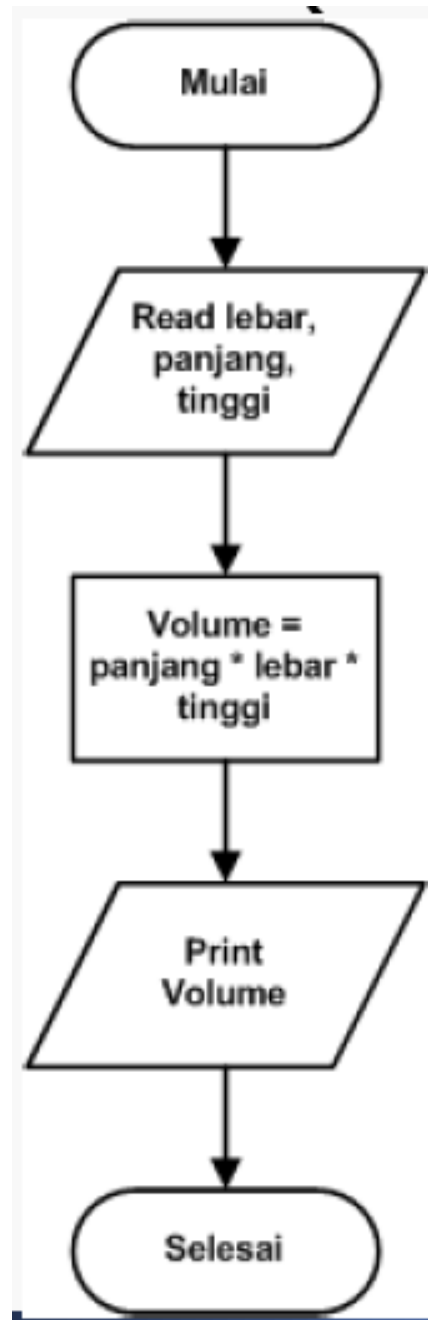 Mulai
Read lebar,
panjang,
tinggi
Volume =
panjang * lebar *
tinggi
Print
Volume
Selesai